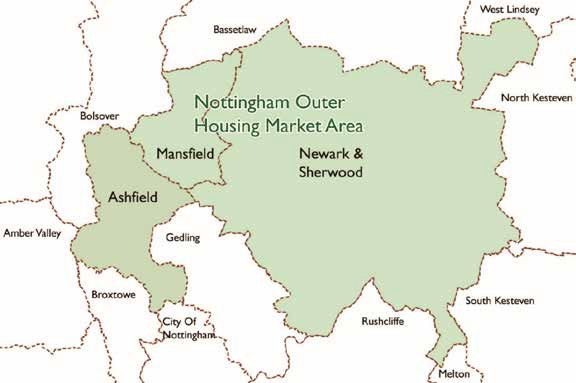 West Lindsey
Bassetlaw
North Kesteven
Nottingham Outer
Housing Market Area
Bolsover
Mansfield
Newark &
Sherwood
Ashfield
Amber Valley
Gedling
Broxtowe
City Of
Nottingham
Rushcliffe
South Kesteven
Melton